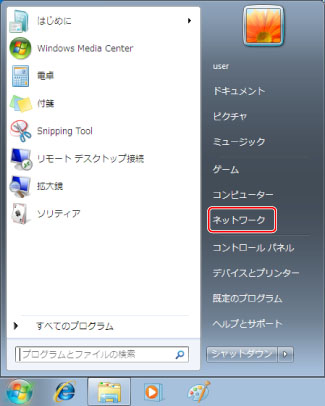 はじめに
Windows Media Center
電卓
付箋
Snipping Tool
リモート デスクトップ接続
拡大鏡
ソリティア
すべてのプログラム
プログラムとファイルの検索
user
ドキュメント
ピクチャ
ミュージック
ゲーム
コンピューター
ネットワーク
コントロール パネル
デバイスとプリンター
既定のプログラム
ヘルプとサポート
シャットダウン